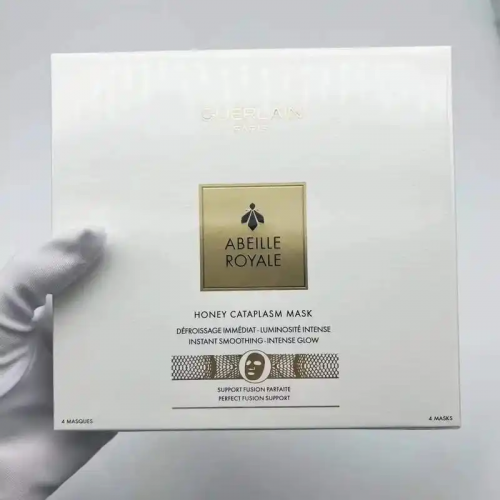 GUERLAIN
PARIS
ABEILLE
ROYALE
HONEY CATAPLASM MASK
DÉFROISSAGE IMMÉDIAT - LUMINOSITÉ INTENSE
INSTANT SMOOTHING - INTENSE GLOW
SUPPORT FUSION PARFAITE
PERFECT FUSION SUPPORT
4 MASQUES
4 MASKS